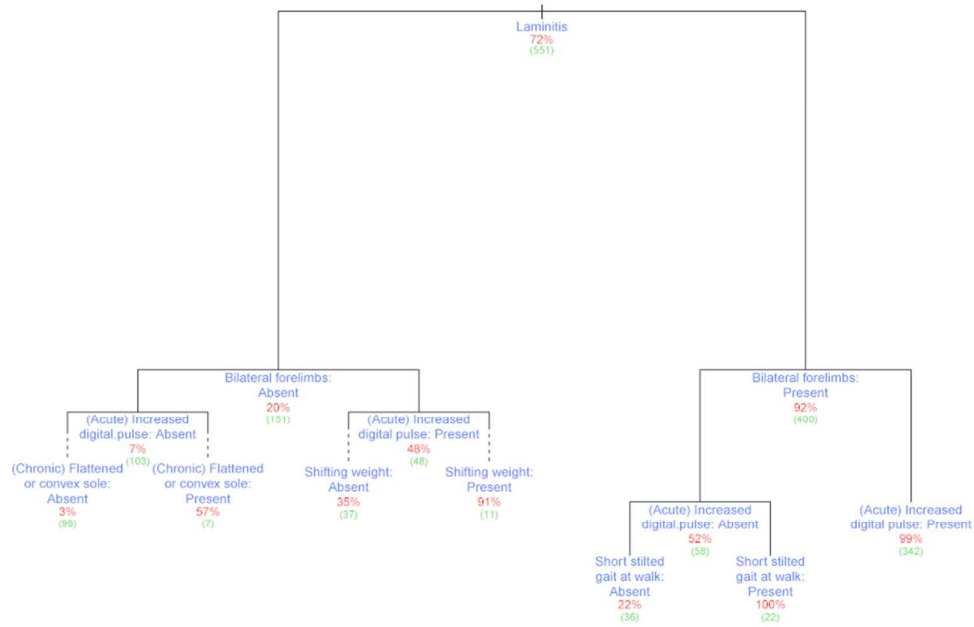 Laminitis
72%
(551)
Bilateral forelimbs:
Absent
20%
(151)
Bilateral forelimbs:
Present
92%
(400)
(Acute) Increased
digital.pulse: Absent
7%
(103)
(Acute) Increased
digital pulse: Present
48%
(48)
(Chronic) Flattened
or convex sole:
Absent
3%
(96)
(Chronic) Flattened
or convex sole:
Present
57%
(7)
Shifting weight:
Absent
35%
(37)
Shifting weight:
Present
91%
(11)
(Acute) Increased
digital.pulse: Absent
52%
(58)
(Acute) Increased
digital pulse: Present
99%
(342)
Short stilted
gait at walk:
Absent
22%
(36)
Short stilted
gait at walk:
Present
100%
(22)